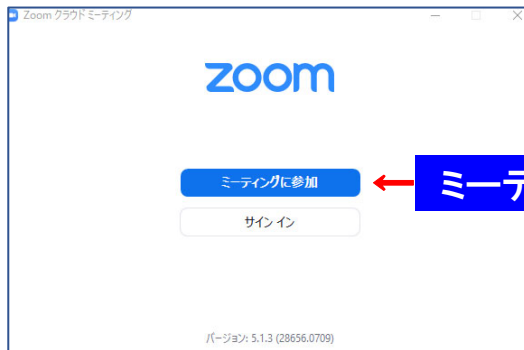 Zoom クラウド ミーティング
zoom
ミーティングに参加
ミーテ
サイン イン
バージョン: 5.1.3 (28656.0709)